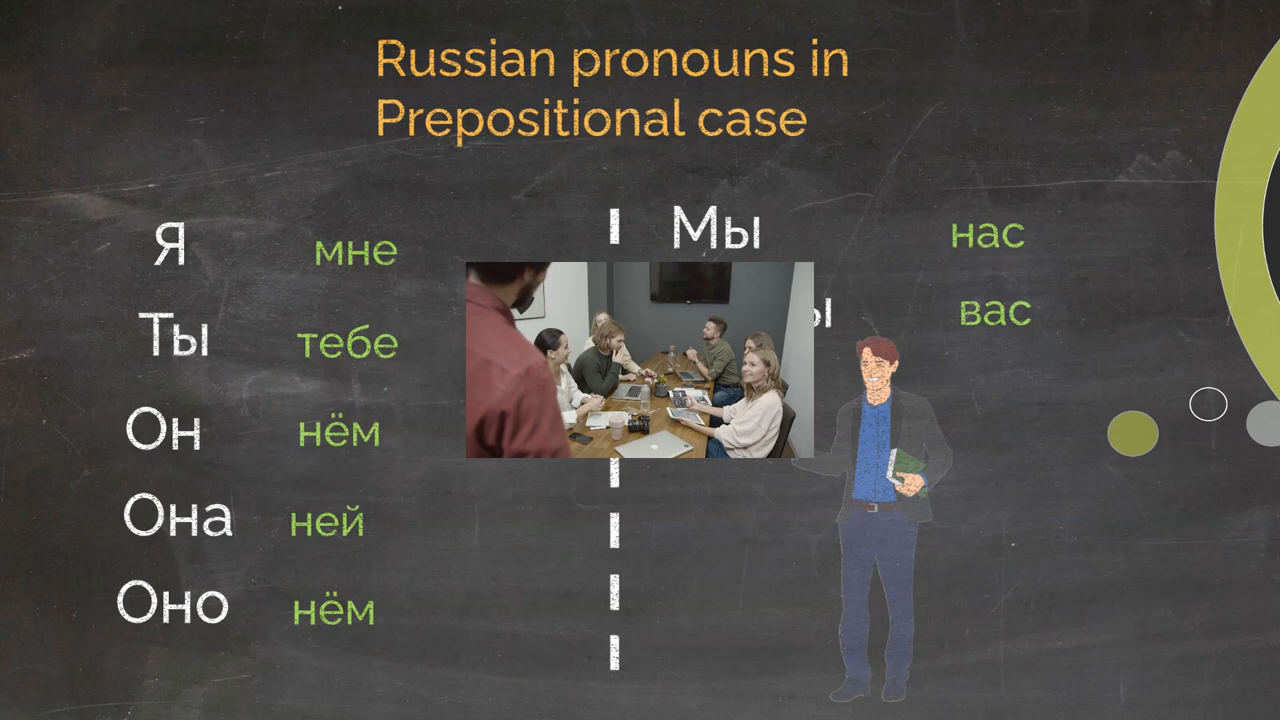 Russian pronouns in
Prepositional case
Я мне
Ты тебе
Он нём
Она ней
Оно нём
Мы нас
вас